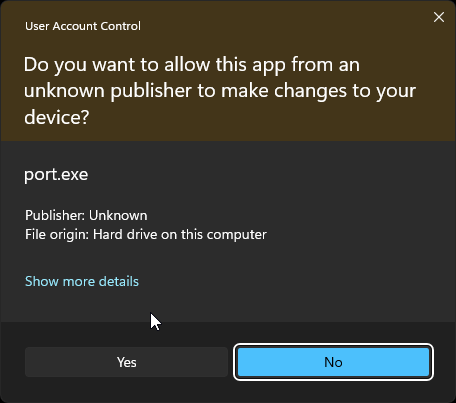 User Account Control
Do you want to allow this app from an
unknown publisher to make changes to your
device?
port.exe
Publisher: Unknown
File origin: Hard drive on this computer
Show more details
Yes
No